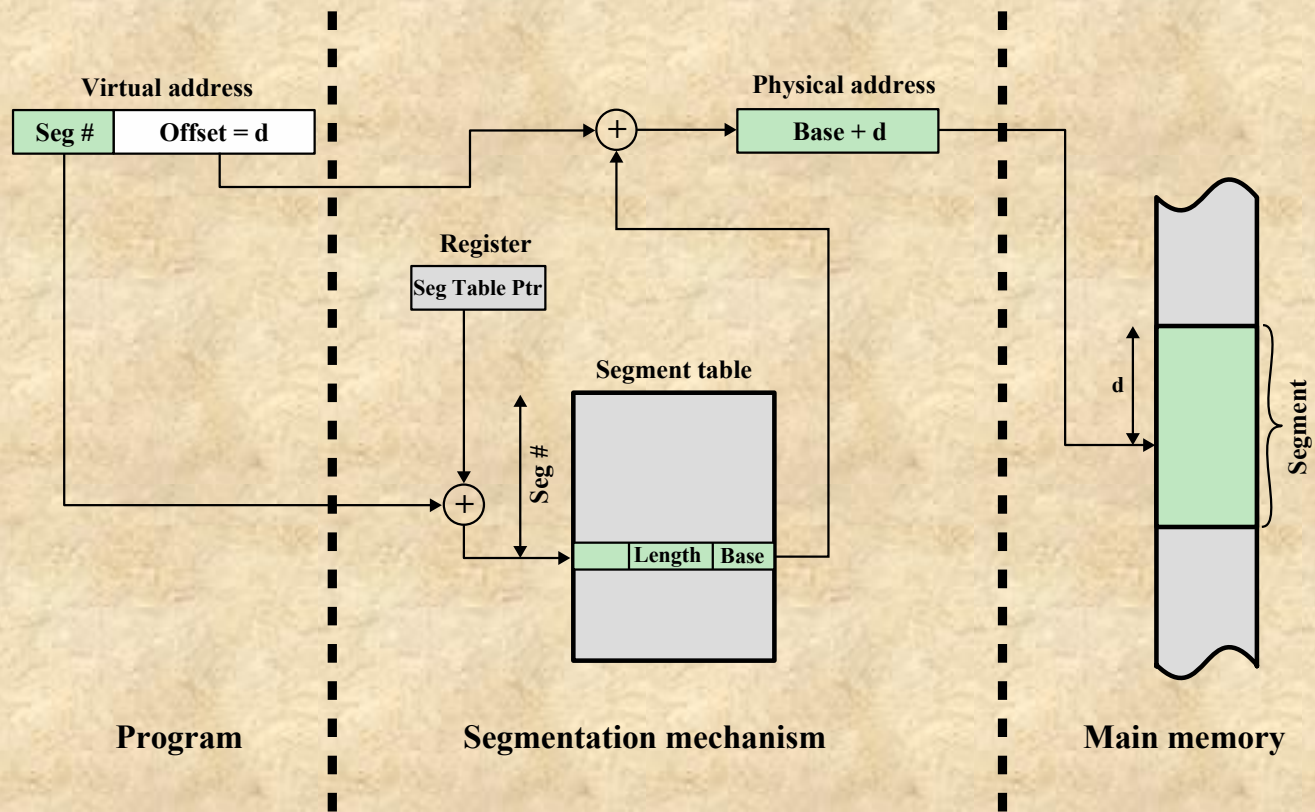 Virtual address
Seg #
Offset = d
+
Physical address
Base + d
Register
Seg Table Ptr
Segment table
Seg #
+
Length
Base
d
Segment
Program
Segmentation mechanism
Main memory